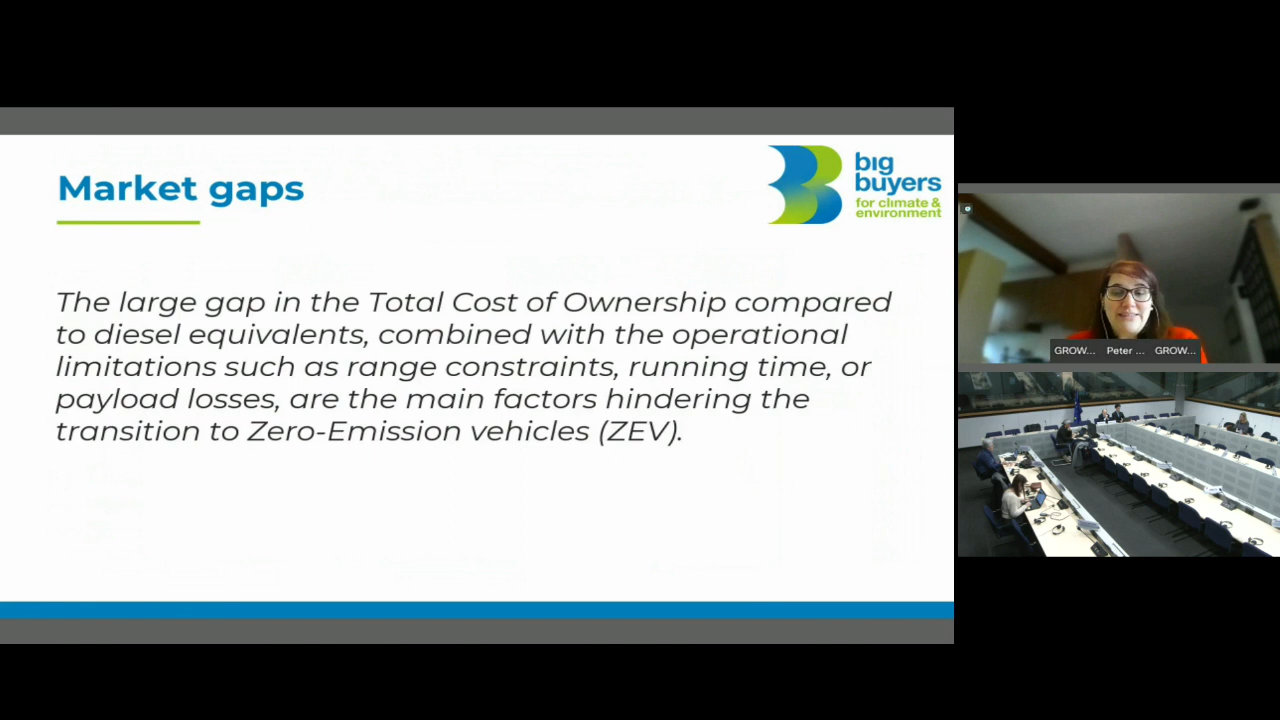 Market gaps
big
buyers
for climate &
environment
The large gap in the Total Cost of Ownership compared
to diesel equivalents, combined with the operational
limitations such as range constraints, running time, or
payload losses, are the main factors hindering the
transition to Zero-Emission vehicles (ZEV).
GROW... Peter ... GROW...